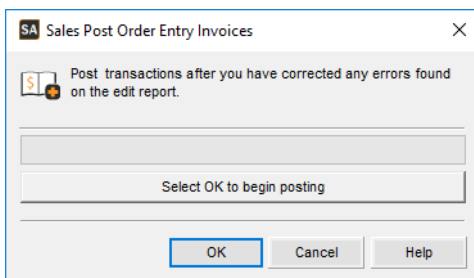 SA Sales Post Order Entry Invoices
Post transactions after you have corrected any errors found
on the edit report.
Select OK to begin posting
OK Cancel Help